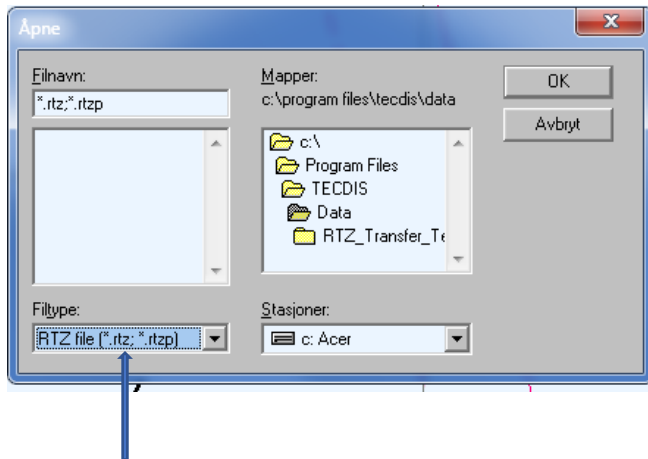 Åpne
Filnavn:
*.rtz;*.rtzp
Mapper:
c:\program files\tecdis\data
OK
Avbryt
c:\
Program Files
TECDIS
Data
RTZ_Transfer_Te
Filtype:
RTZ file (*.rtz; *.rtzp)
Stasjoner:
c: Acer